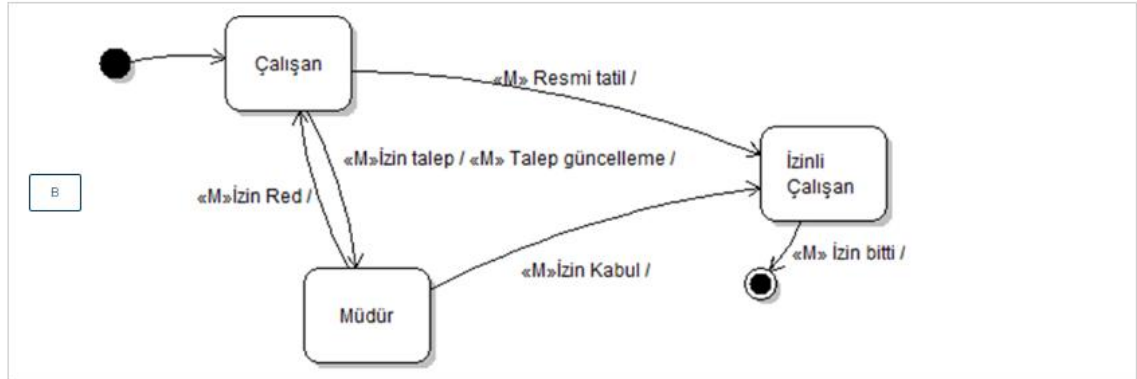 Çalışan
«M» Resmi tatil /
İzinli
Çalışan
«M»İzin talep / «M» Talep güncelleme /
B
«M»İzin Red /
«M» İzin bitti /
«M»İzin Kabul /
Müdür